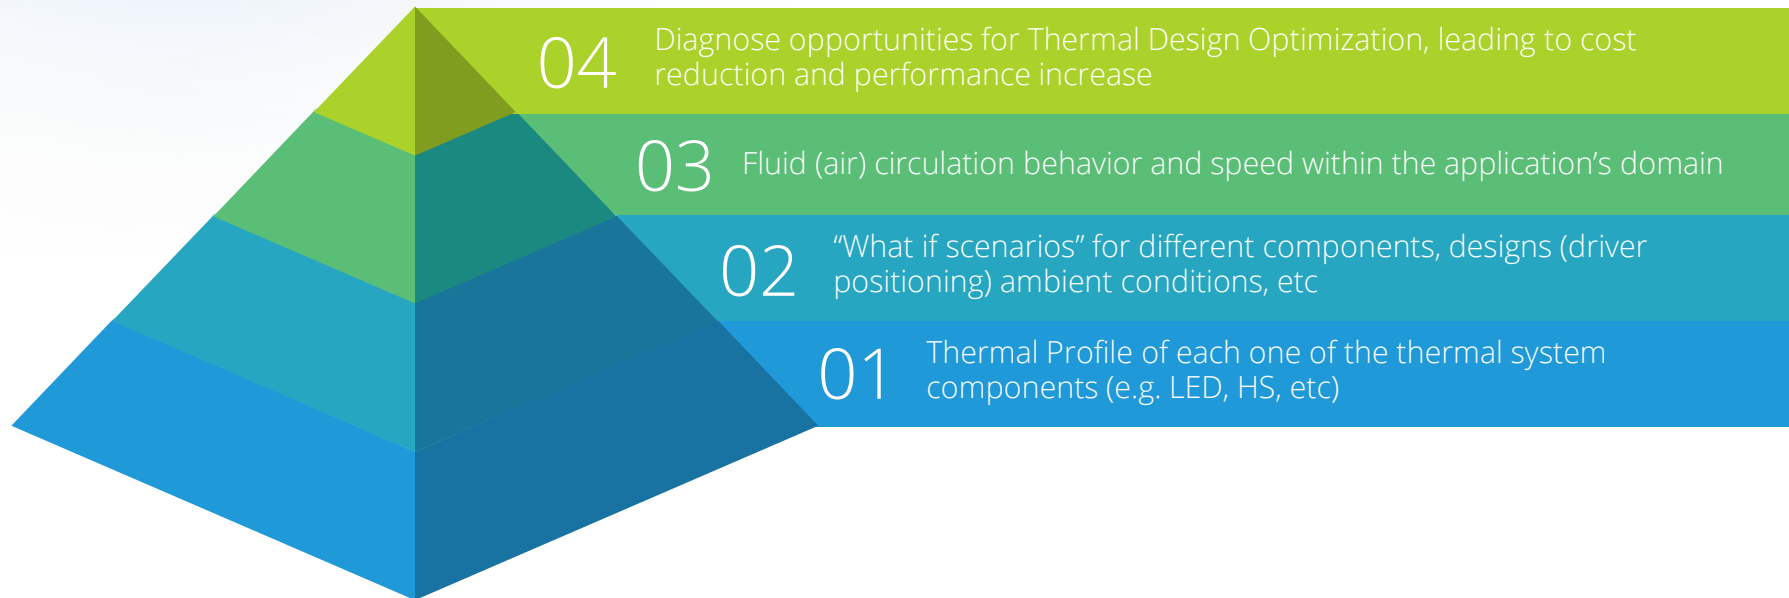 04
Diagnose opportunities for Thermal Design Optimization, leading to cost
reduction and performance increase
03
Fluid (air) circulation behavior and speed within the application’s domain
02
“What if scenarios” for different components, designs (driver
positioning) ambient conditions, etc
01
Thermal Profile of each one of the thermal system
components (e.g. LED, HS, etc)